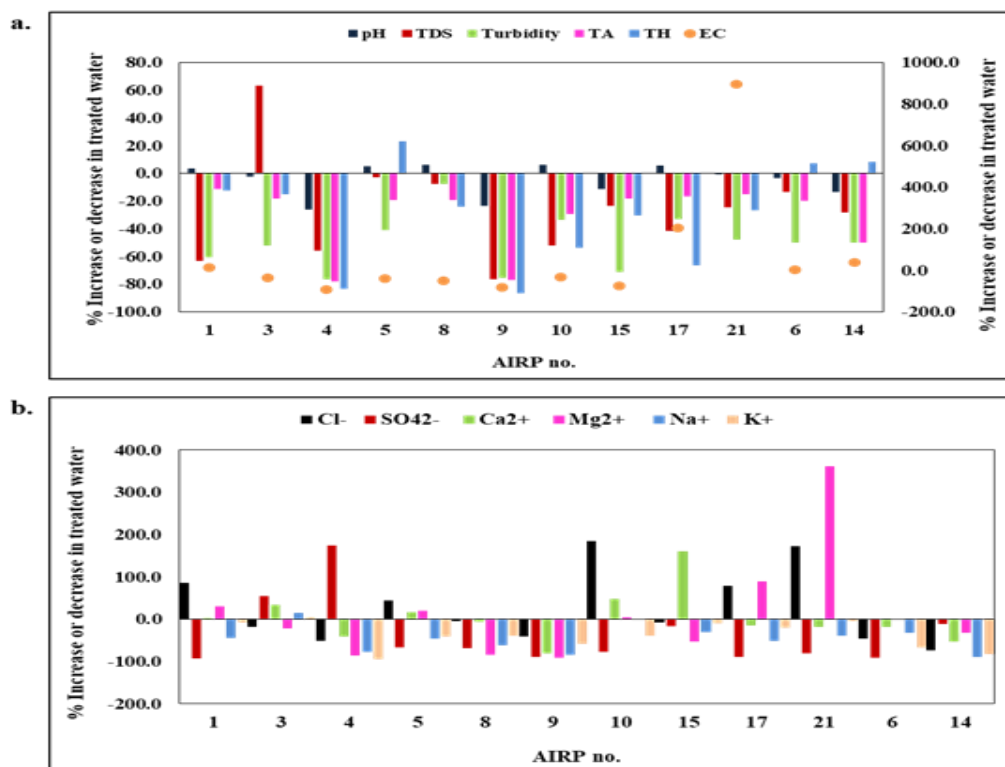 a.
pH TDS Turbidity TA TH EC
% Increase or decrease in treated water
80.0
60.0
40.0
20.0
0.0
-20.0
-40.0
-60.0
-80.0
-100.0
1000.0
800.0
600.0
400.0
200.0
0.0
-200.0
% Increase or decrease in treated water
1 3 4 5 8 9 10 15 17 21 6 14
AIRP no.
b.
Cl- SO42- Ca2+ Mg2+ Na+ K+
% Increase or decrease in treated water
400.0
300.0
200.0
100.0
0.0
-100.0
-200.0
1 3 4 5 8 9 10 15 17 21 6 14
AIRP no.